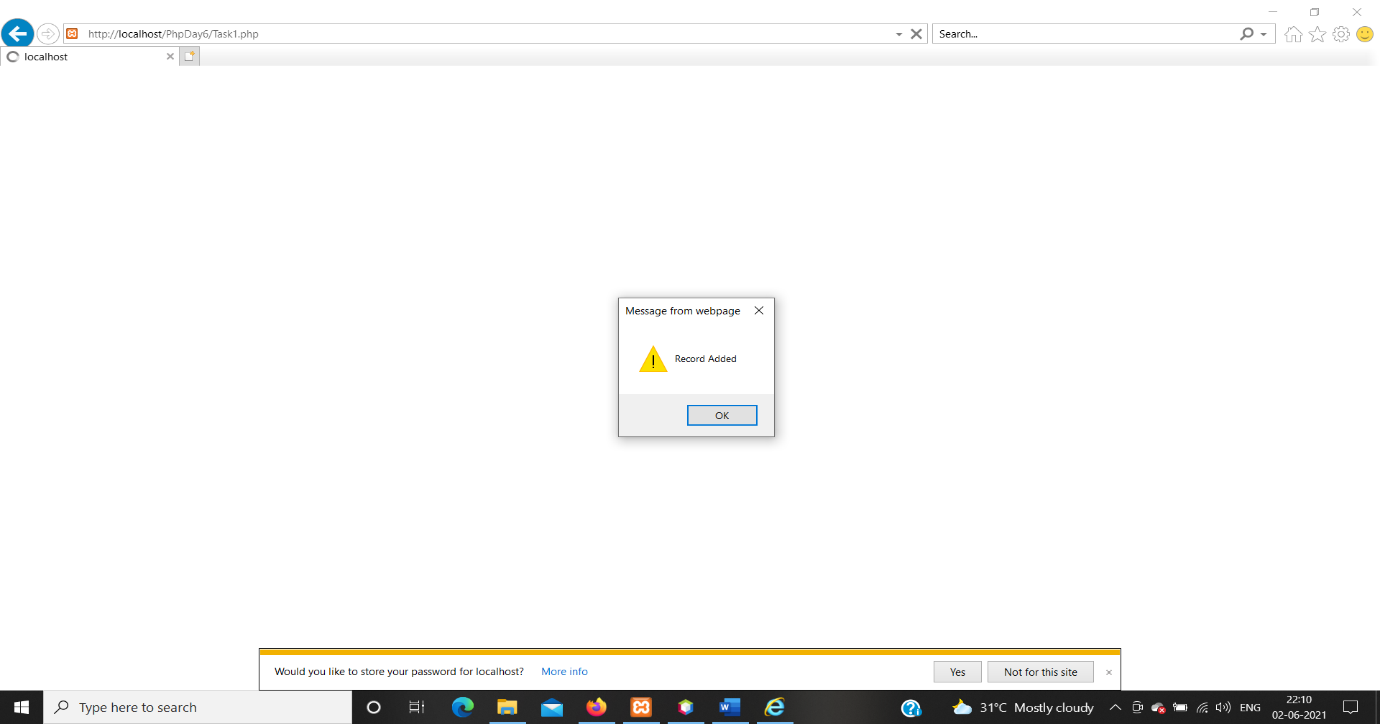 http://localhost/PhpDay6/Task1.php
Search...
localhost
Message from webpage
Record Added
OK
Would you like to store your password for localhost? More info Yes Not for this site
Type here to search
31°C Mostly cloudy
ENG
22:10
02-06-2021